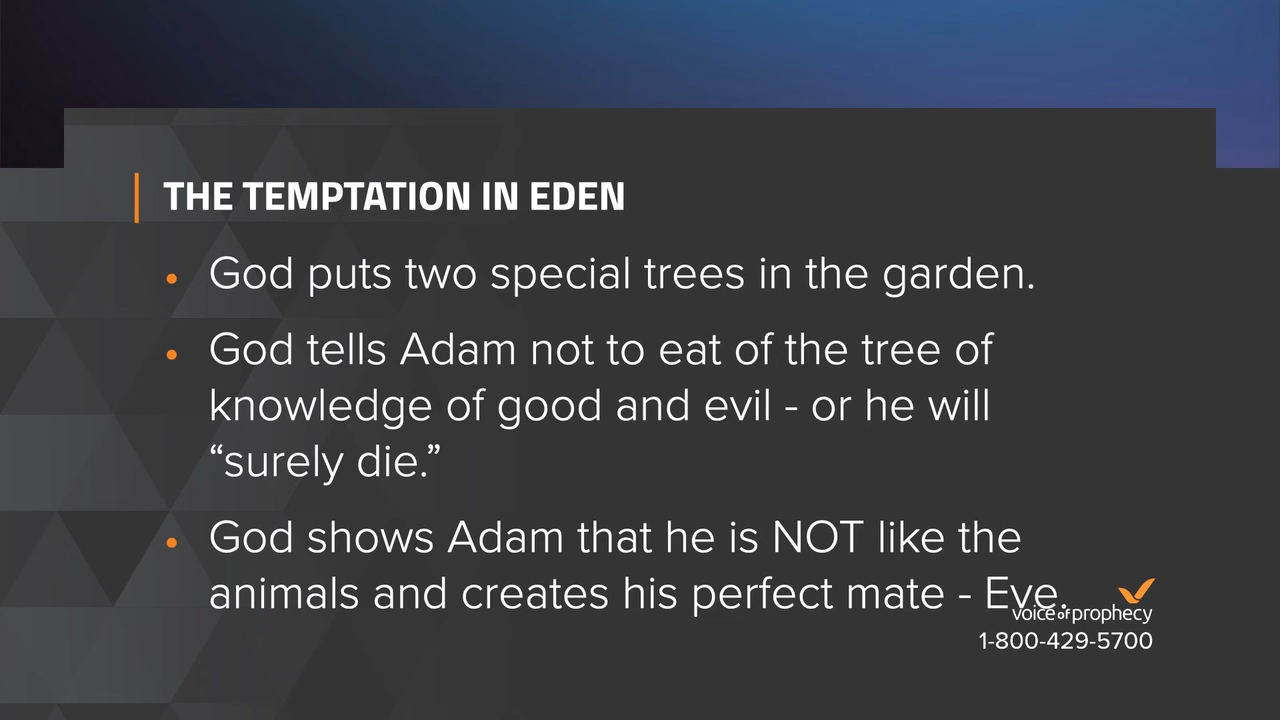 THE TEMPTATION IN EDEN
• God puts two special trees in the garden.
• God tells Adam not to eat of the tree of
knowledge of good and evil - or he will
“surely die.”
• God shows Adam that he is NOT like the
animals and creates his perfect mate - Eve.
voice of prophecy
1-800-429-5700